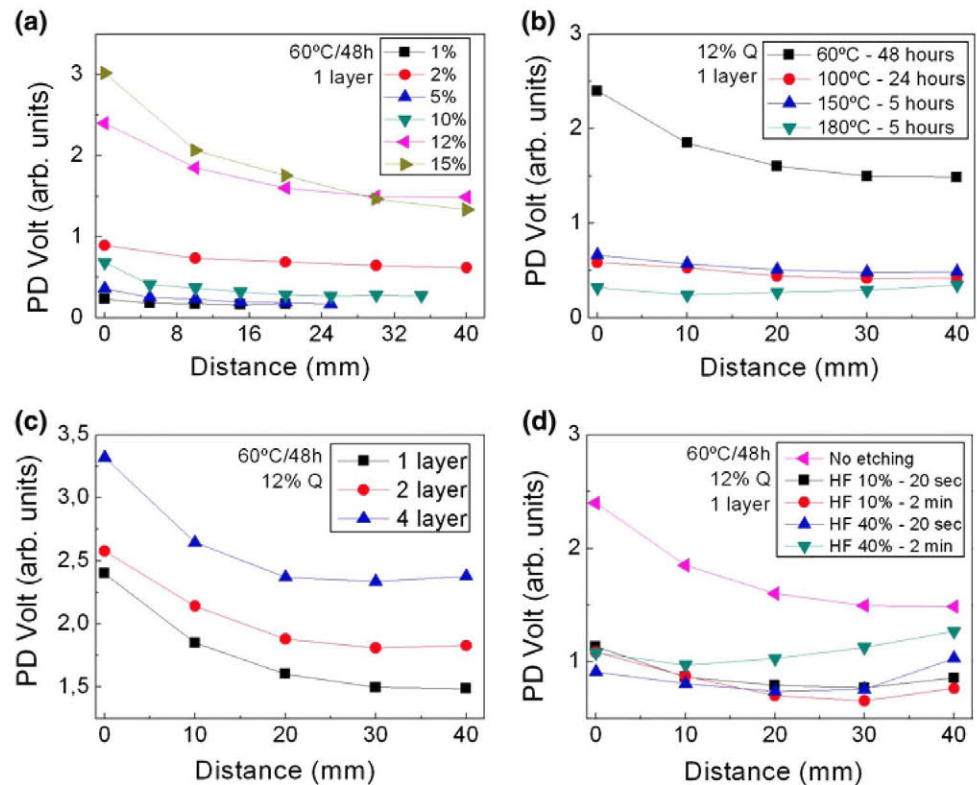 (a)
60ºC/48h
1 layer
1%
2%
5%
10%
12%
15%
3
2
1
0
PD Volt (arb. units)
0 8 16 24 32 40
Distance (mm)
(b)
12% Q
1 layer
60ºC - 48 hours
100ºC - 24 hours
150ºC - 5 hours
180ºC - 5 hours
3
2
1
0
PD Volt (arb. units)
0 10 20 30 40
Distance (mm)
(c)
60ºC/48h
12% Q
1 layer
2 layer
4 layer
3,5
3.0
2.5
2.0
1.5
PD Volt (arb. units)
0 10 20 30 40
Distance (mm)
(d)
60ºC/48h
12% Q
1 layer
No etching
HF 10% - 20 sec
HF 10% - 2 min
HF 40% - 20 sec
HF 40% - 2 min
3
2
1
PD Volt (arb. units)
0 10 20 30 40
Distance (mm)